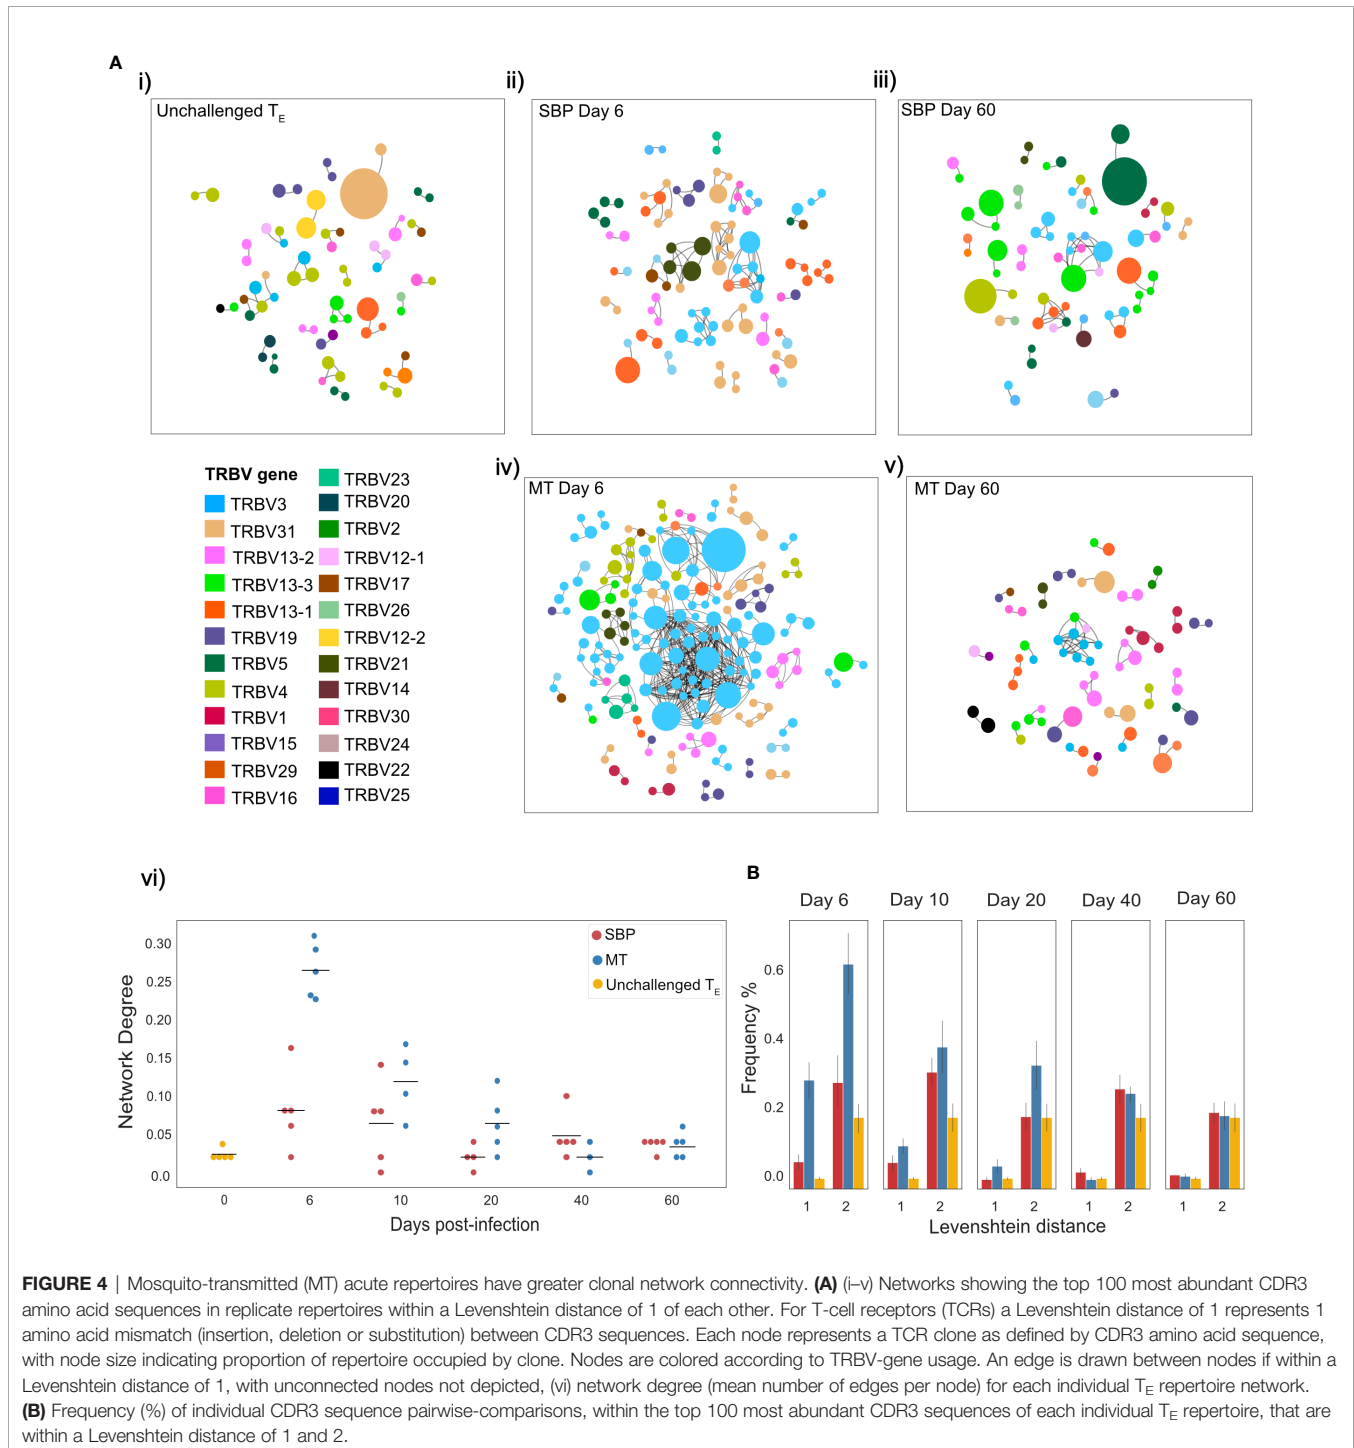 A
i)
ii)
iii)
Unchallenged TE
SBP Day 6
SBP Day 60
iv)
v)
MT Day 6
MT Day 60
TRBV gene
TRBV3
TRBV31
TRBV13-2
TRBV13-3
TRBV13-1
TRBV19
TRBV5
TRBV4
TRBV1
TRBV15
TRBV29
TRBV16
TRBV23
TRBV20
TRBV2
TRBV12-1
TRBV17
TRBV26
TRBV12-2
TRBV21
TRBV14
TRBV30
TRBV24
TRBV22
TRBV25
vi)
SBP
MT
Unchallenged TE
Network Degree
0.30
0.25
0.20
0.15
0.10
0.05
0.0
0 6 10 20 40 60
Days post-infection
B
Day 6 Day 10 Day 20 Day 40 Day 60
Frequency %
0.6
0.4
0.2
0.0
1 2 1 2 1 2 1 2 1 2
Levenshtein distance
FIGURE 4 | Mosquito-transmitted (MT) acute repertoires have greater clonal network connectivity. (A) (i–v) Networks showing the top 100 most abundant CDR3
amino acid sequences in replicate repertoires within a Levenshtein distance of 1 of each other. For T-cell receptors (TCRs) a Levenshtein distance of 1 represents 1
amino acid mismatch (insertion, deletion or substitution) between CDR3 sequences. Each node represents a TCR clone as defined by CDR3 amino acid sequence,
with node size indicating proportion of repertoire occupied by clone. Nodes are colored according to TRBV-gene usage. An edge is drawn between nodes if within a
Levenshtein distance of 1, with unconnected nodes not depicted, (vi) network degree (mean number of edges per node) for each individual TE repertoire network.
(B) Frequency (%) of individual CDR3 sequence pairwise-comparisons, within the top 100 most abundant CDR3 sequences of each individual TE repertoire, that are
within a Levenshtein distance of 1 and 2.